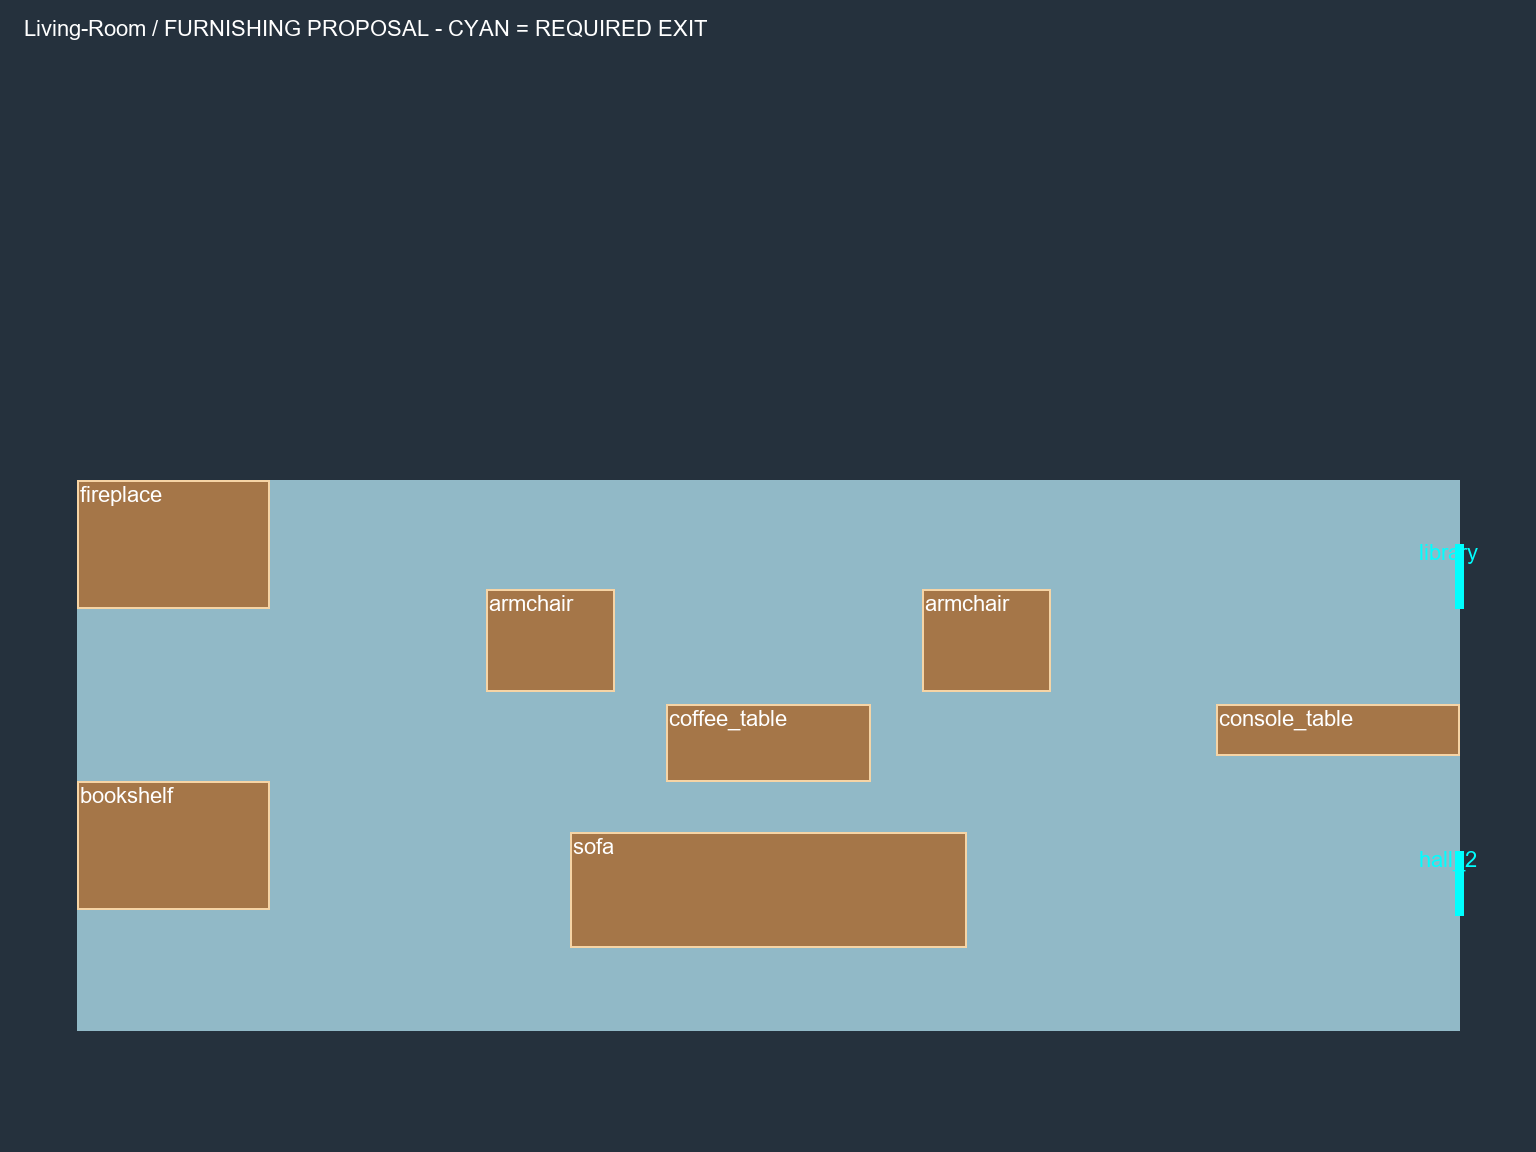 Living-Room / FURNISHING PROPOSAL - CYAN = REQUIRED EXIT
fireplace
library
armchair
armchair
coffee_table
console_table
bookshelf
sofa
hall_2